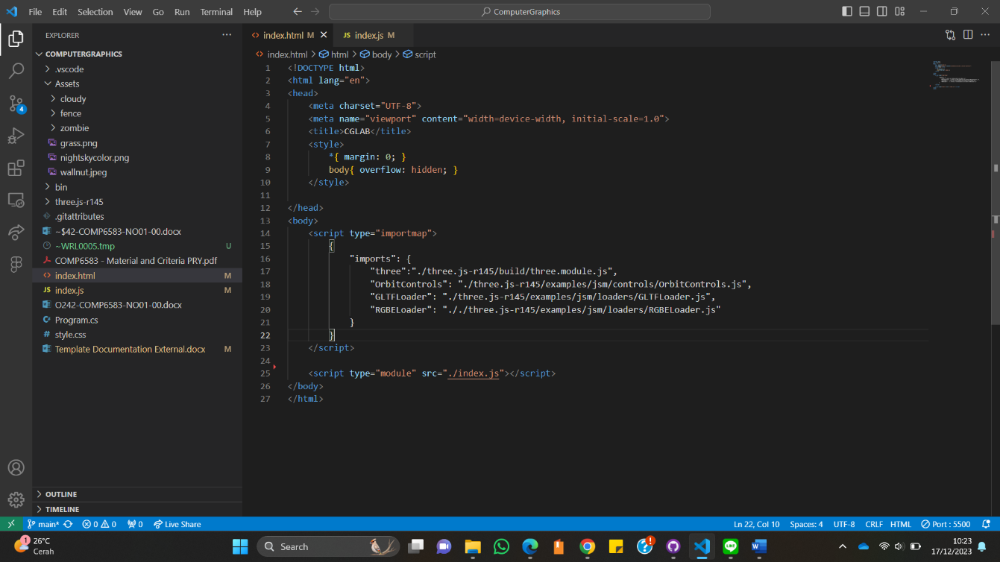 File Edit Selection View Go Run Terminal Help
ComputerGraphics
EXPLORER
COMPUTERGRAPHICS
.vscode
Assets
cloudy
fence
zombie
grass.png
nightskycolor.png
wallnut.jpeg
bin
three.js-r145
.gitattributes
~$42-COMP6583-NO01-00.docx
~WRL0005.tmp U
COMP6583 - Material and Criteria PRY.pdf
index.html M
JS index.js M
O242-COMP6583-NO01-00.docx
Program.cs
# style.css
Template Documentation External.docx M
OUTLINE
TIMELINE
4
index.html M
JS index.js M
index.html > html > body > script
1 <!DOCTYPE html>
2 <html lang="en">
3 <head>
4 <meta charset="UTF-8">
5 <meta name="viewport" content="width=device-width, initial-scale=1.0">
6 <title>CGLAB</title>
7 <style>
8 *{ margin: 0; }
9 body{ overflow: hidden; }
10 </style>
11
12 </head>
13 <body>
14 <script type="importmap">
15 {
16 "imports": {
17 "three":"./three.js-r145/build/three.module.js",
18 "OrbitControls": "./three.js-r145/examples/jsm/controls/OrbitControls.js",
19 "GLTFLoader": "./three.js-r145/examples/jsm/loaders/GLTFLoader.js",
20 "RGBELoader": "././three.js-r145/examples/jsm/loaders/RGBELoader.js"
21 }
22 }
23 </script>
24
25 <script type="module" src="./index.js"></script>
26 </body>
27 </html>
main* 0 0 0 Live Share
Ln 22, Col 10 Spaces: 4 UTF-8 CRLF HTML Port : 5500
1
26°C
Cerah
Search
LINE
10:23
17/12/2023